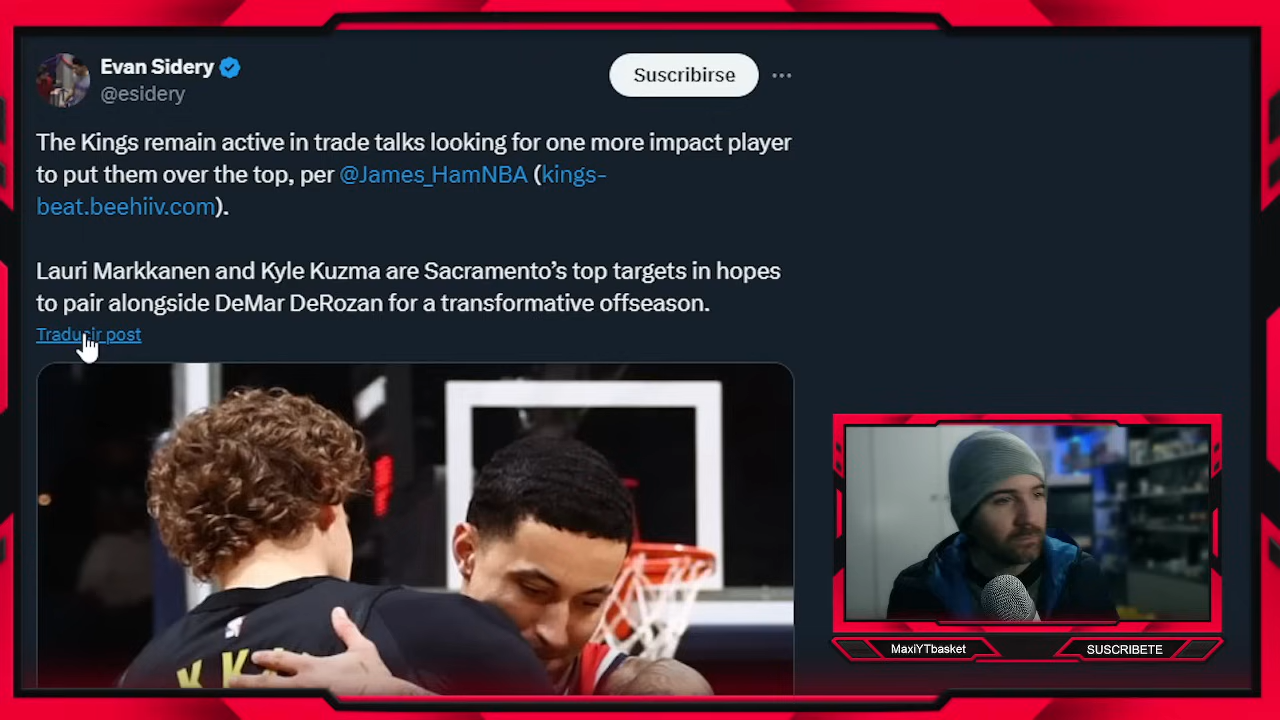 Evan Sidery
@esidery
Suscribirse
The Kings remain active in trade talks looking for one more impact player
to put them over the top, per @James_HamNBA (kings-
beat.beehiiv.com).
Lauri Markkanen and Kyle Kuzma are Sacramento’s top targets in hopes
to pair alongside DeMar DeRozan for a transformative offseason.
Traducir post
MaxiYTbasket
SUSCRIBETE